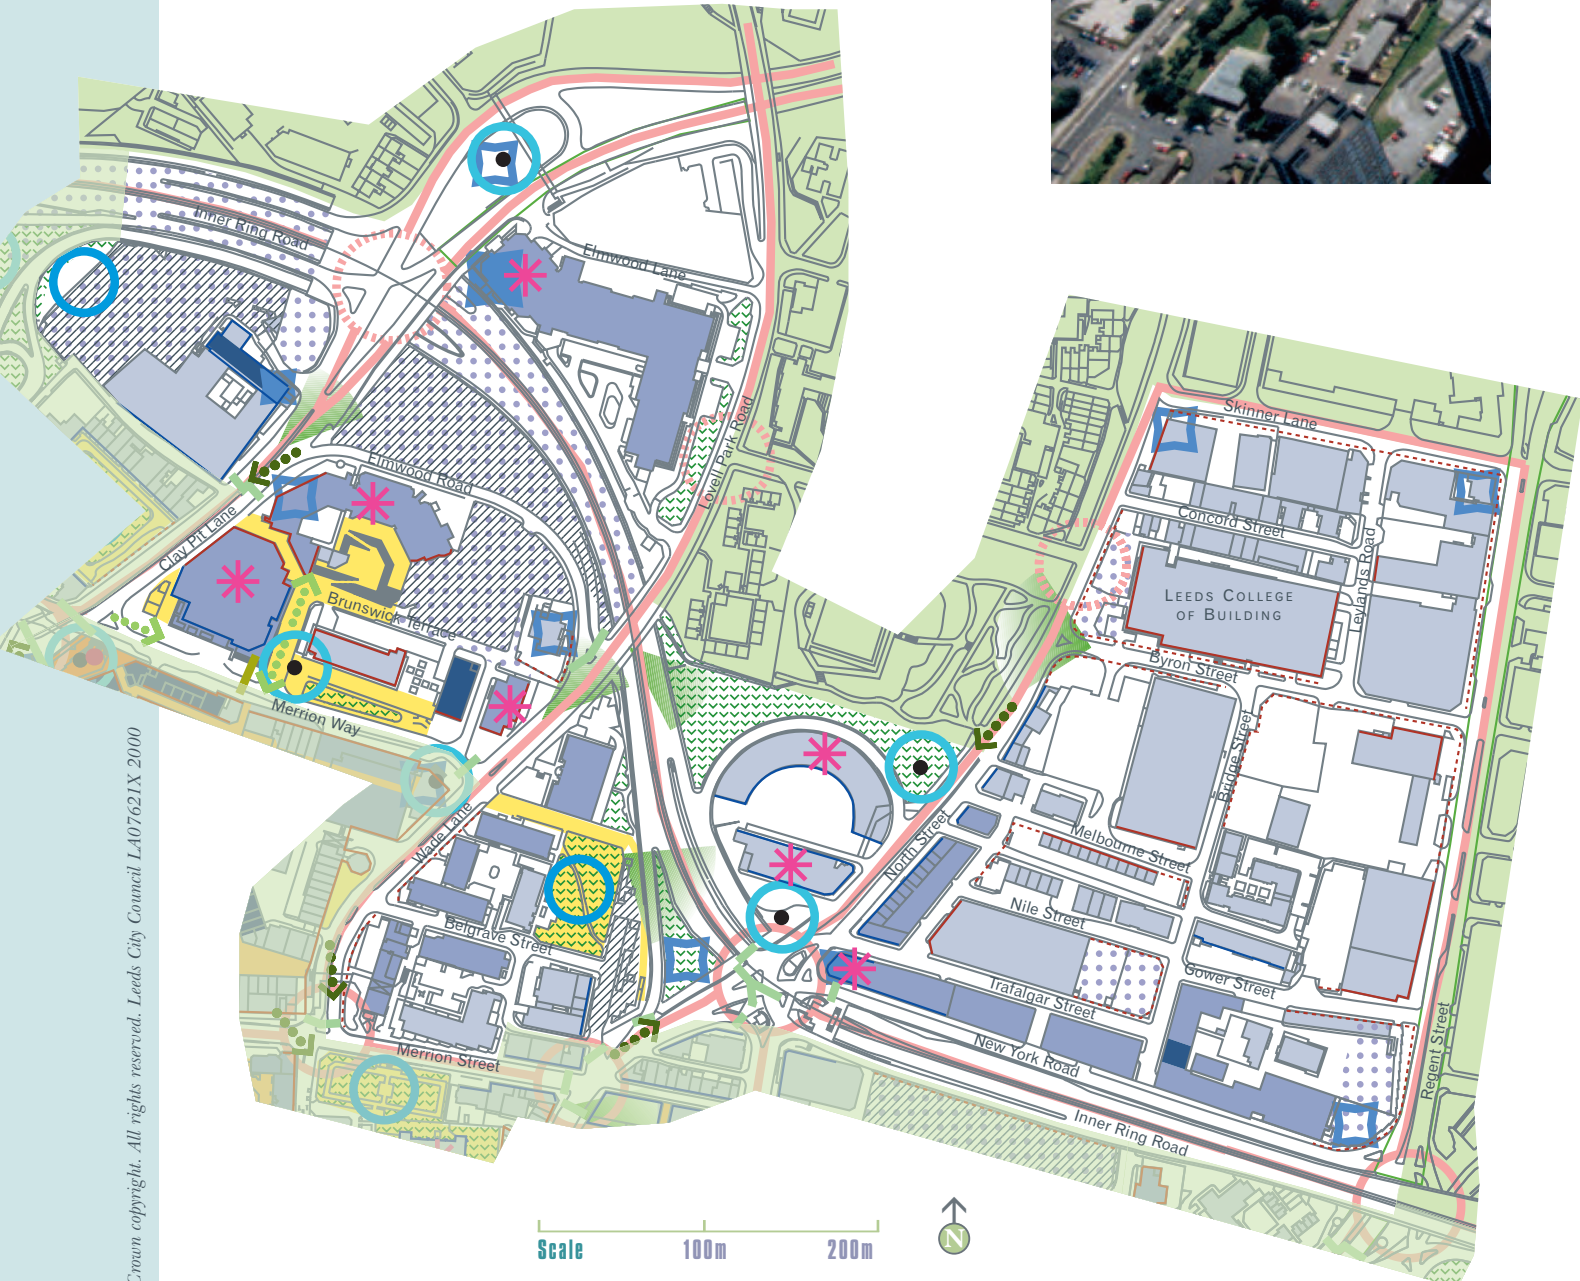 Inner Ring Road
Elmwood Lane
Skinner Lane
Lovell Park Road
Elmwood Road
Clay Pit Lane
Concord Street
Leylands Road
LEEDS COLLEGE
OF BUILDING
Brunswick Terrace
Byron Street
Merrion Way
Bridge Street
Wade Lane
North Street
Melbourne Street
Nile Street
Belgrave Street
Gower Street
Trafalgar Street
Merrion Street
New York Road
Regent Street
Inner Ring Road
Crown copyright. All rights reserved. Leeds City Council LA07621X 2000
Scale 100m 200m
N